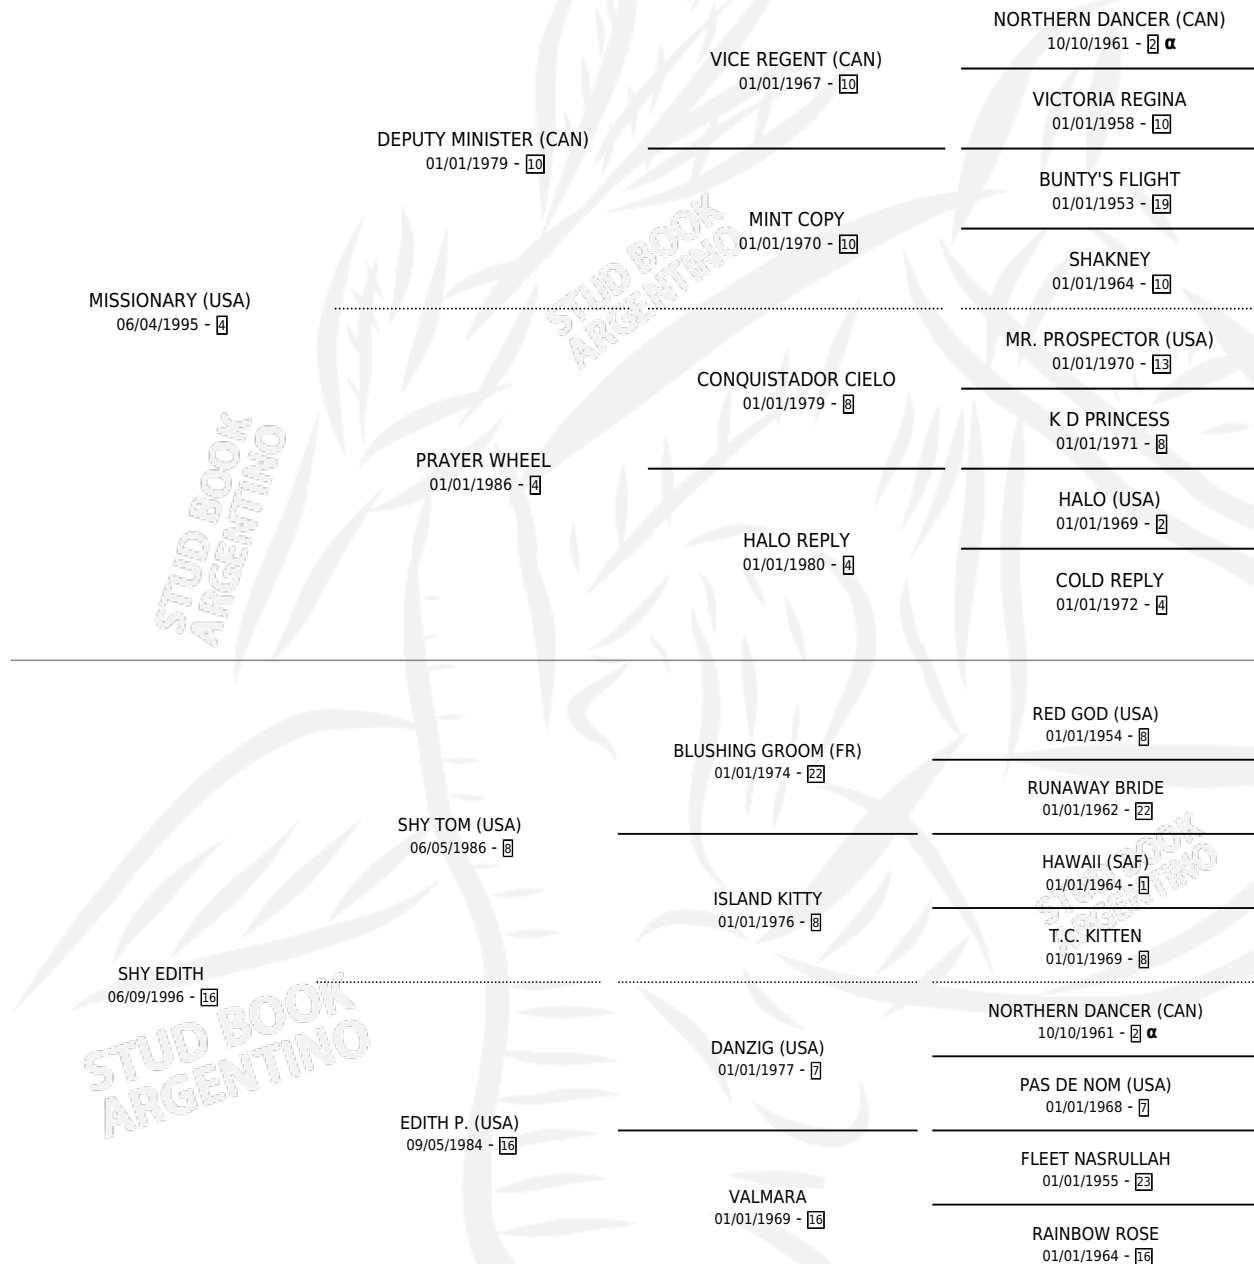 NORTHERN DANCER (CAN)
10/10/1961 - 2 α
VICE REGENT (CAN)
01/01/1967 - 10
VICTORIA REGINA
01/01/1958 - 10
DEPUTY MINISTER (CAN)
01/01/1979 - 10
BUNTY'S FLIGHT
01/01/1953 - 19
MINT COPY
01/01/1970 - 10
SHAKNEY
01/01/1964 - 10
MISSIONARY (USA)
06/04/1995 - 4
MR. PROSPECTOR (USA)
01/01/1970 - 13
CONQUISTADOR CIELO
01/01/1979 - 8
K D PRINCESS
01/01/1971 - 8
PRAYER WHEEL
01/01/1986 - 4
HALO (USA)
01/01/1969 - 2
HALO REPLY
01/01/1980 - 4
COLD REPLY
01/01/1972 - 4
RED GOD (USA)
01/01/1954 - 8
BLUSHING GROOM (FR)
01/01/1974 - 22
RUNAWAY BRIDE
01/01/1962 - 22
SHY TOM (USA)
06/05/1986 - 8
HAWAII (SAF)
01/01/1964 - 1
ISLAND KITTY
01/01/1976 - 8
T.C. KITTEN
01/01/1969 - 8
SHY EDITH
06/09/1996 - 16
NORTHERN DANCER (CAN)
10/10/1961 - 2 α
DANZIG (USA)
01/01/1977 - 7
PAS DE NOM (USA)
01/01/1968 - 7
EDITH P. (USA)
09/05/1984 - 16
FLEET NASRULLAH
01/01/1955 - 23
VALMARA
01/01/1969 - 16
RAINBOW ROSE
01/01/1964 - 16
STUD BOOK
ARGENTINO
STUD BOOK
ARGENTINO
STUD BOOK
ARGENTINO
STUD BOOK
ARGENTINO